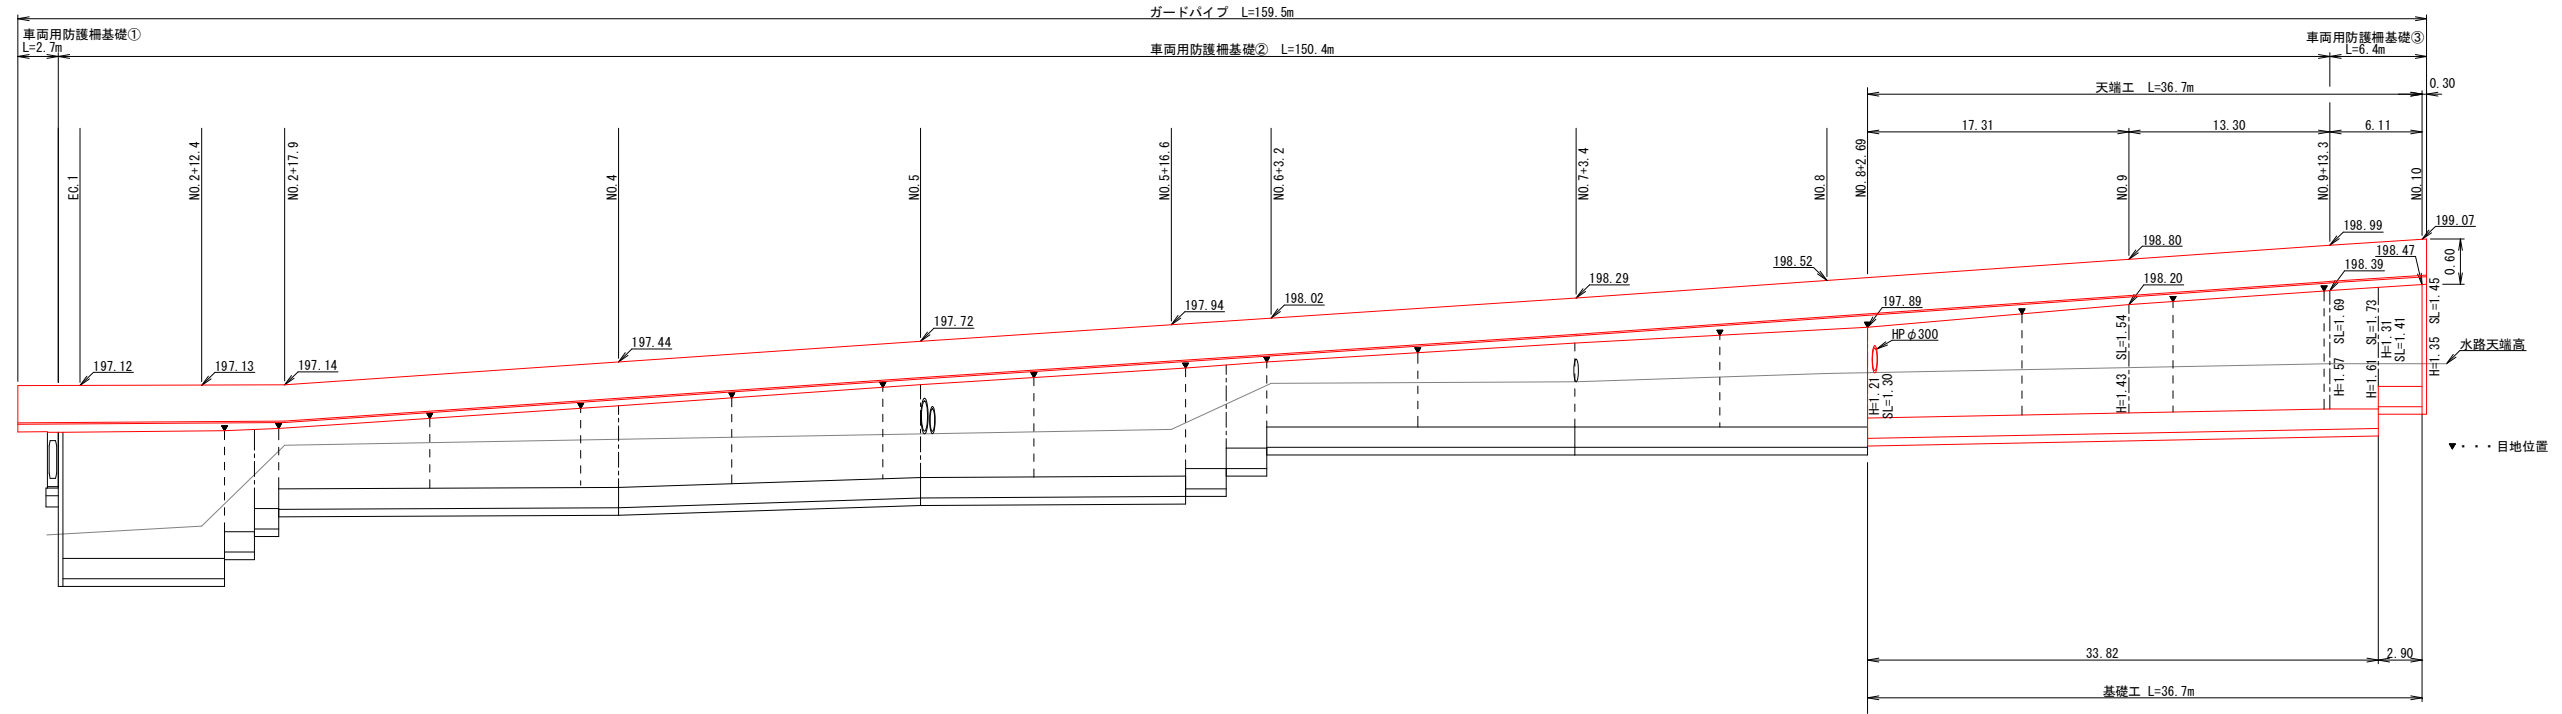 ガードパイプ L=159.5m
車両用防護柵基礎①
L=2.7m
車両用防護柵基礎② L=150.4m
車両用防護柵基礎③
L=6.4m
天端工 L=36.7m
0.30
17.31
13.30
6.11
EC.1
NO.2+12.4
NO.2+17.9
NO.4
NO.5
NO.5+16.6
NO.6+3.2
NO.7+3.4
NO.8
NO.8+2.69
NO.9
NO.9+13.3
NO.10
197.12
197.13
197.14
197.44
197.72
197.94
198.02
198.29
198.52
197.89
198.80
198.20
198.99
198.39
198.47
199.07
0.60
HPφ300
H=1.21
SL=1.30
H=1.43 SL=1.54
H=1.57 SL=1.69
H=1.61 SL=1.73
H=1.31
SL=1.41
H=1.35 SL=1.45
水路天端高
▼・・・目地位置
33.82
2.90
基礎工 L=36.7m